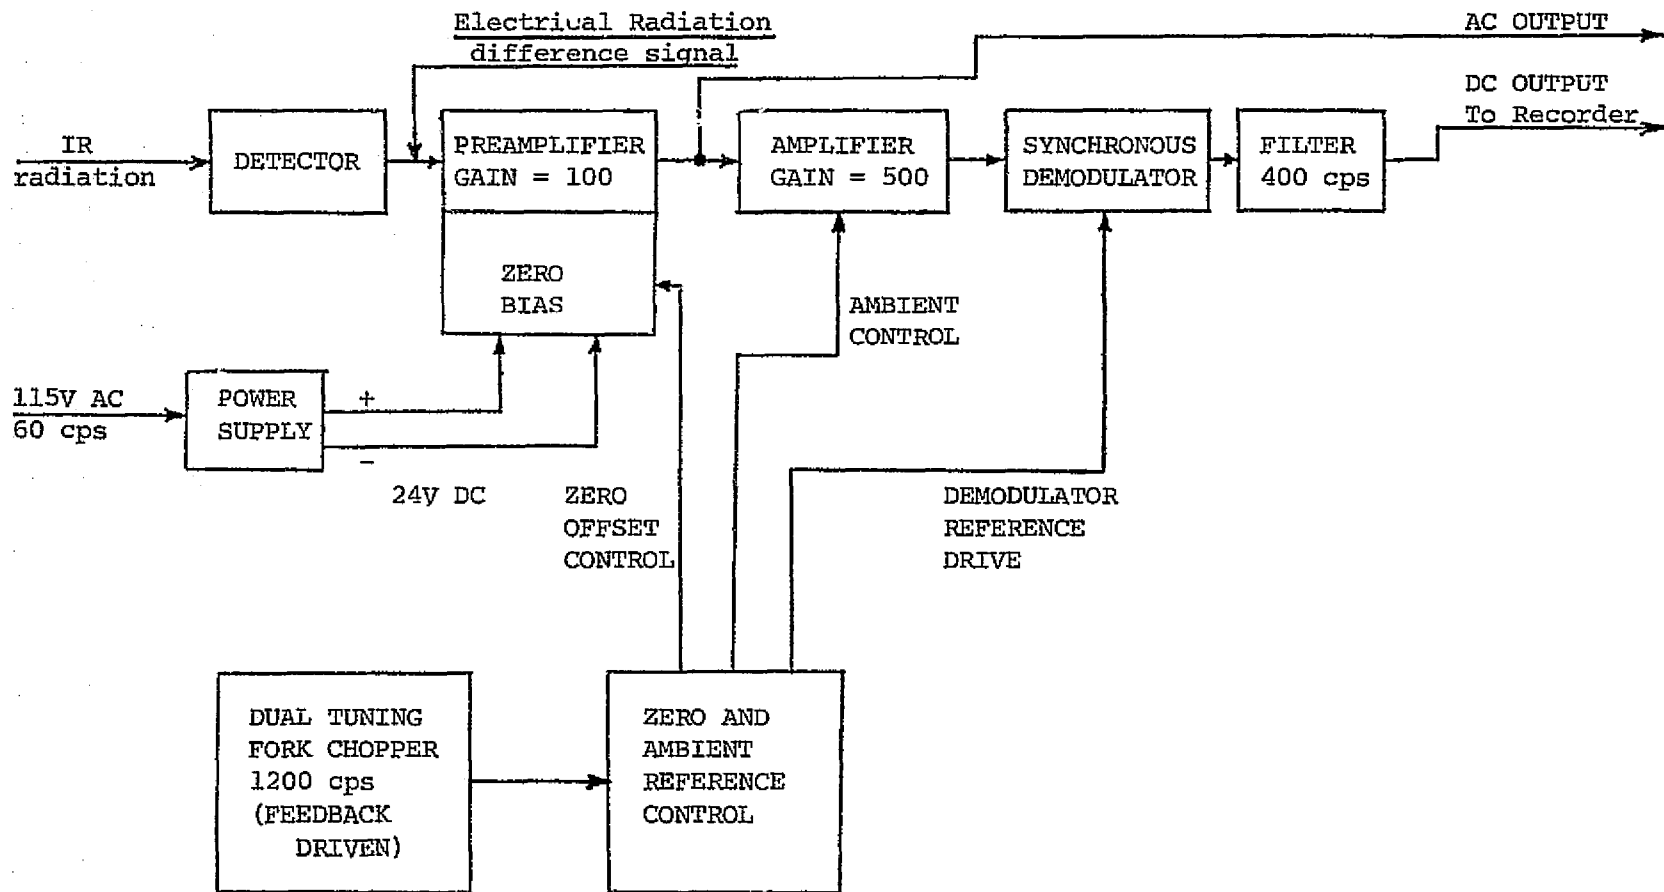 Electrical Radiation
difference signal
AC OUTPUT
DC OUTPUT
To Recorder
IR
radiation
DETECTOR
PREAMPLIFIER
GAIN = 100
AMPLIFIER
GAIN = 500
SYNCHRONOUS
DEMODULATOR
FILTER
400 cps
ZERO
BIAS
AMBIENT
CONTROL
115V AC
60 cps
POWER
SUPPLY
+
-
24V DC
ZERO
OFFSET
CONTROL
DEMODULATOR
REFERENCE
DRIVE
DUAL TUNING
FORK CHOPPER
1200 cps
(FEEDBACK
DRIVEN)
ZERO AND
AMBIENT
REFERENCE
CONTROL